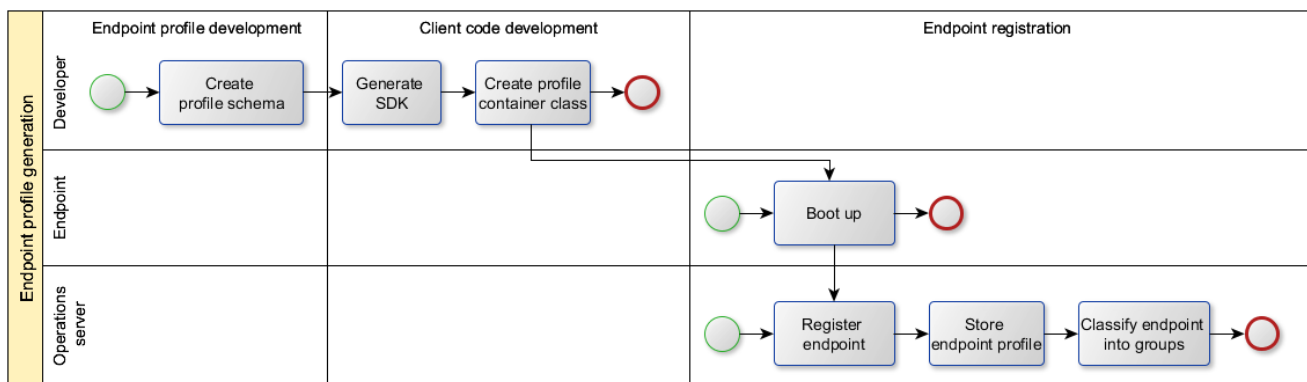 Endpoint profile generation
Endpoint profile development
Client code development
Endpoint registration
Developer
Create
profile schema
Generate
SDK
Create profile
container class
Endpoint
Boot up
Operations
server
Register
endpoint
Store
endpoint profile
Classify endpoint
into groups